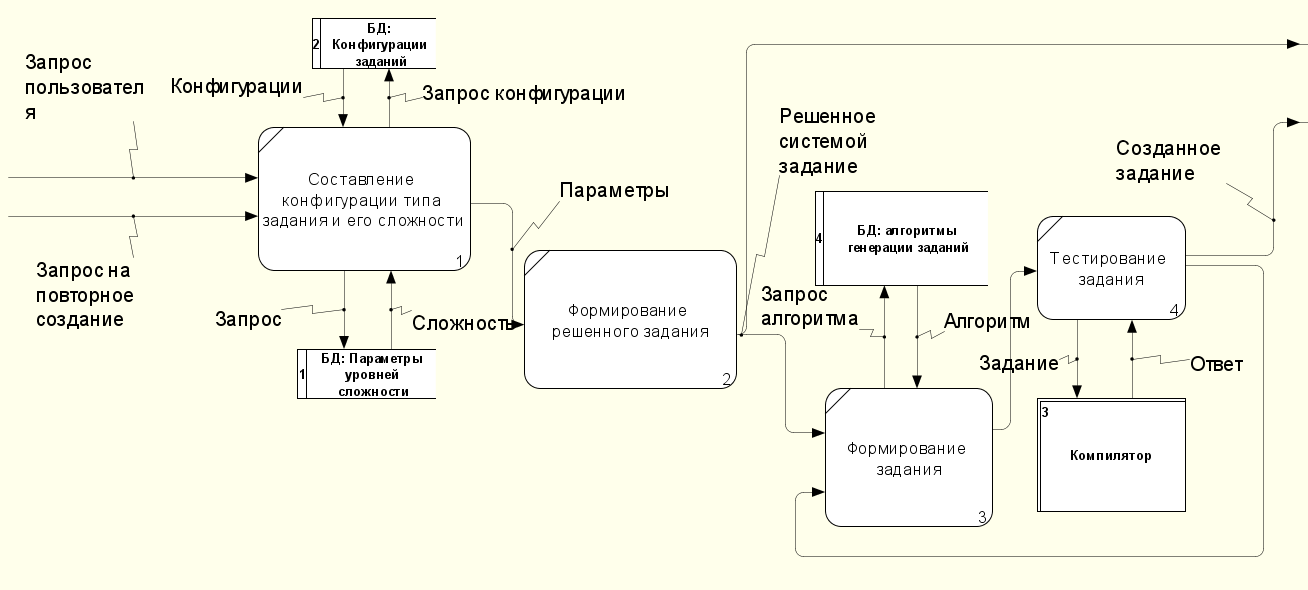 2
БД:
Конфигурации
заданий
Запрос
пользовател
я
Конфигурации
Запрос конфигурации
Составление
конфигурации типа
задания и его сложности
1
Запрос на
повторное
создание
Запрос
Сложность
1
БД: Параметры
уровней
сложности
Параметры
Формирование
решенного задания
2
Решенное
системой
задание
4
БД: алгоритмы
генерации заданий
Запрос
алгоритма
Алгоритм
Формирование
задания
3
Созданное
задание
Тестирование
задания
4
Задание
Ответ
3
Компилятор